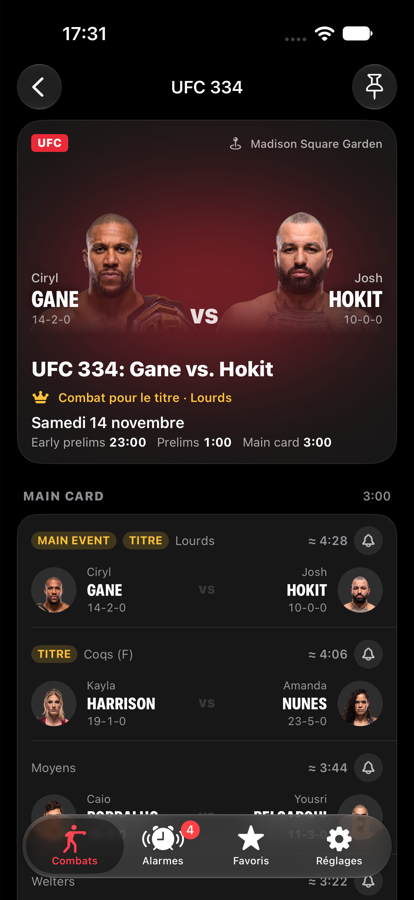 17:31
UFC 334
UFC
Madison Square Garden
Ciryl
GANE
14-2-0
VS
Josh
HOKIT
10-0-0
UFC 334: Gane vs. Hokit
Combat pour le titre · Lourds
Samedi 14 novembre
Early prelims 23:00 Prelims 1:00 Main card 3:00
MAIN CARD 3:00
MAIN EVENT TITRE Lourds ≈ 4:28
Ciryl
GANE
14-2-0
VS
Josh
HOKIT
10-0-0
TITRE Coqs (F) ≈ 4:06
Kayla
HARRISON
19-1-0
VS
Amanda
NUNES
23-5-0
Moyens ≈ 3:44
Caio
Yousri
4
Combats Alarmes Favoris Réglages
Welters ≈ 3:22